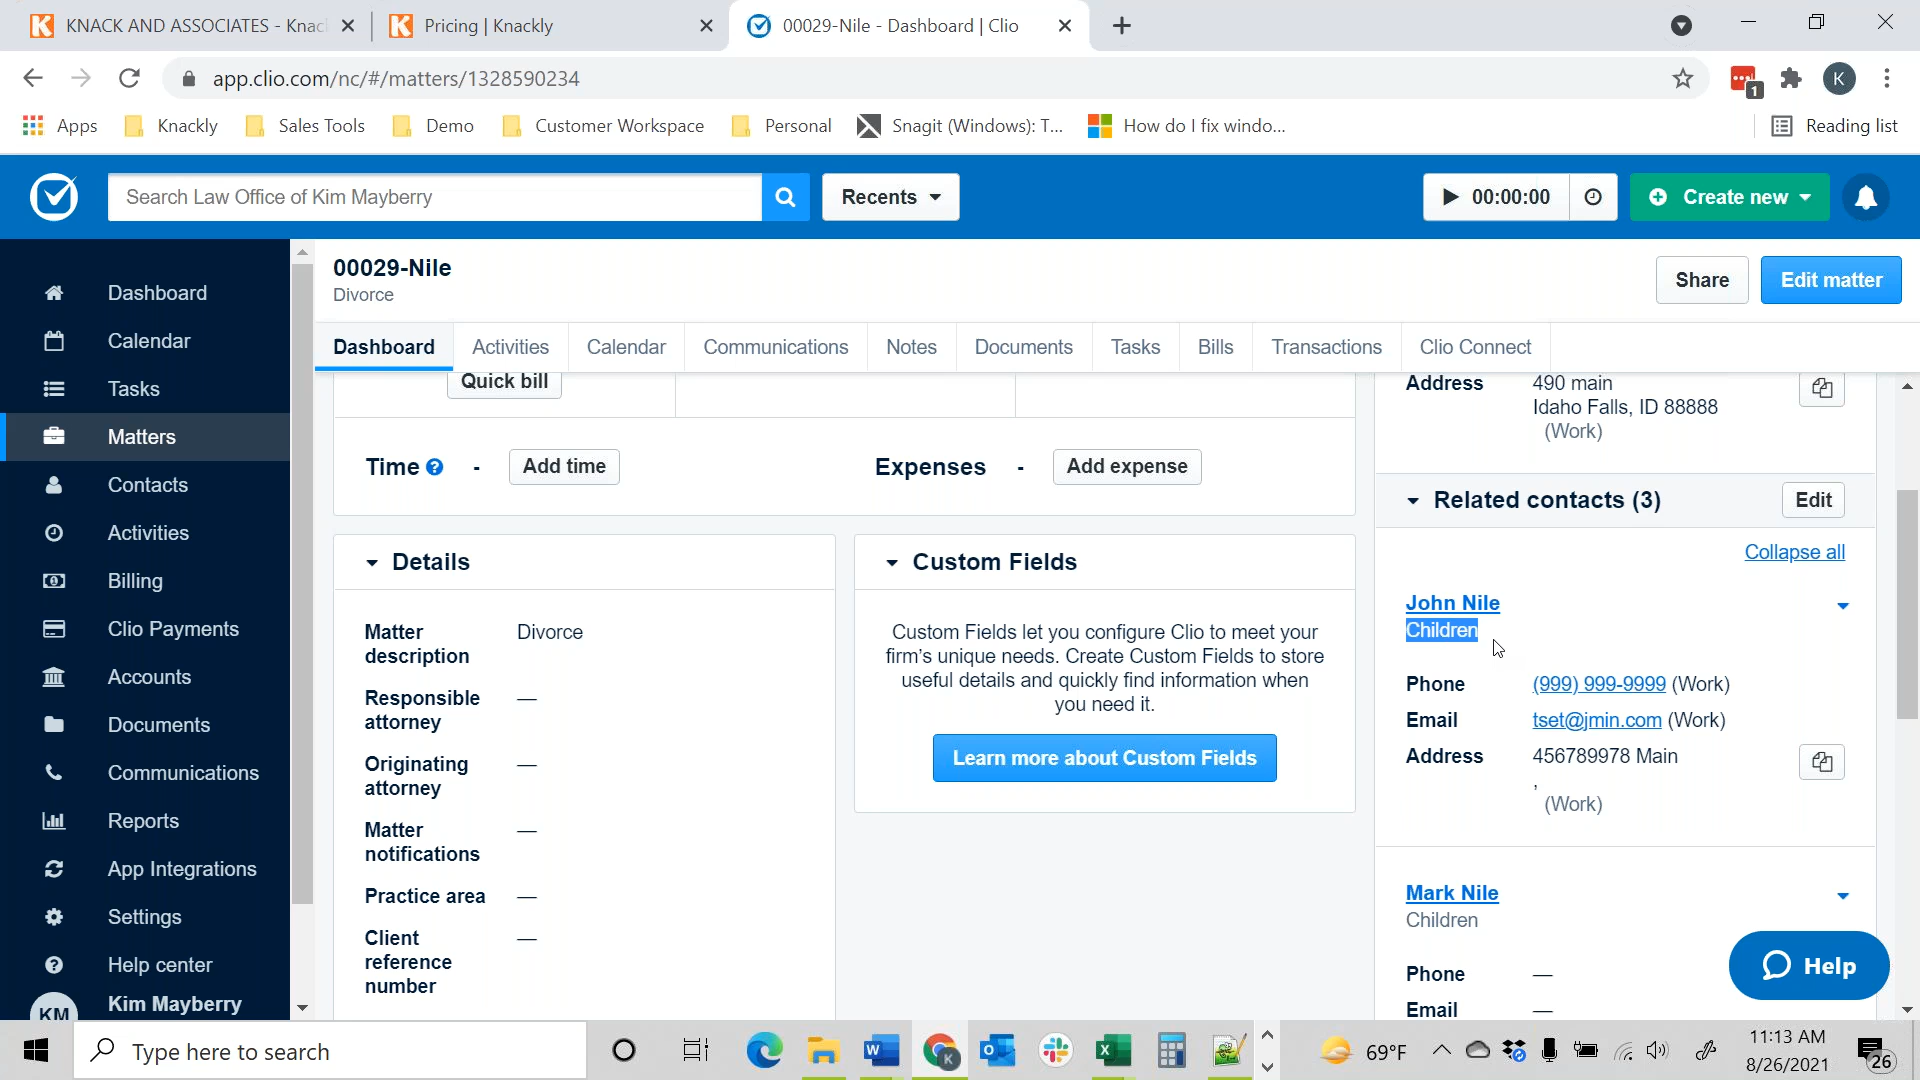 KNACK AND ASSOCIATES - Knac
Pricing | Knackly
00029-Nile - Dashboard | Clio
app.clio.com/nc/#/matters/1328590234
1
K
Apps
Knackly
Sales Tools
Demo
Customer Workspace
Personal
Snagit (Windows): T...
How do I fix windo...
Reading list
Search Law Office of Kim Mayberry
Recents
00:00:00
Create new
00029-Nile
Divorce
Share
Edit matter
Dashboard
Calendar
Tasks
Matters
Contacts
Activities
Billing
Clio Payments
Accounts
Documents
Communications
Reports
App Integrations
Settings
Help center
KM
Kim Mayberry
Dashboard
Activities
Calendar
Communications
Notes
Documents
Tasks
Bills
Transactions
Clio Connect
Quick bill
Time ? - Add time
Expenses - Add expense
Details
Matter description Divorce
Responsible attorney —
Originating attorney —
Matter notifications —
Practice area —
Client reference number —
Custom Fields
Custom Fields let you configure Clio to meet your
firm's unique needs. Create Custom Fields to store
useful details and quickly find information when
you need it.
Learn more about Custom Fields
Address 490 main
Idaho Falls, ID 88888
(Work)
Related contacts (3)
Edit
Collapse all
John Nile
Children
Phone (999) 999-9999 (Work)
Email tset@jmin.com (Work)
Address 456789978 Main
,
(Work)
Mark Nile
Children
Phone —
Email —
Help
Type here to search
69°F
11:13 AM
8/26/2021
26